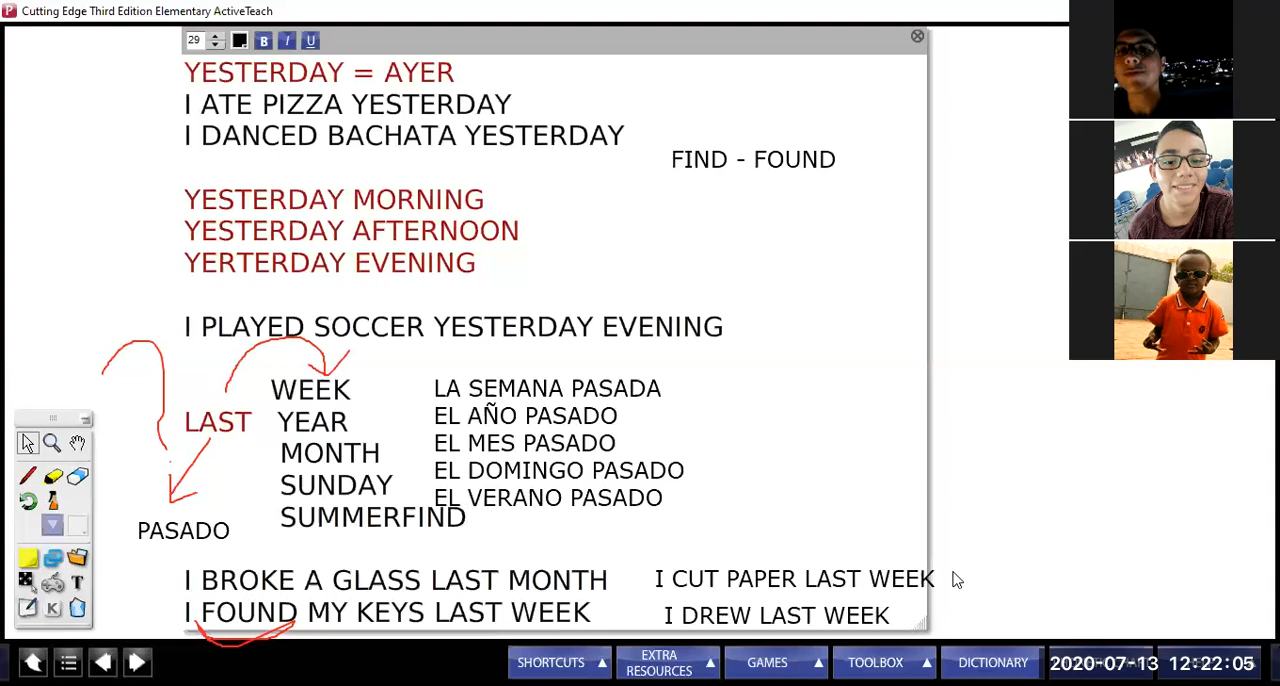 Cutting Edge Third Edition Elementary ActiveTeach
29 B I U
YESTERDAY = AYER
I ATE PIZZA YESTERDAY
I DANCED BACHATA YESTERDAY
FIND - FOUND
YESTERDAY MORNING
YESTERDAY AFTERNOON
YERTERDAY EVENING
I PLAYED SOCCER YESTERDAY EVENING
WEEK LA SEMANA PASADA
LAST YEAR EL AÑO PASADO
MONTH EL MES PASADO
SUNDAY EL DOMINGO PASADO
SUMMERFIND EL VERANO PASADO
PASADO
I BROKE A GLASS LAST MONTH I CUT PAPER LAST WEEK
I FOUND MY KEYS LAST WEEK I DREW LAST WEEK
T
K
SHORTCUTS EXTRA RESOURCES GAMES TOOLBOX DICTIONARY 2020-07-13 12:22:05